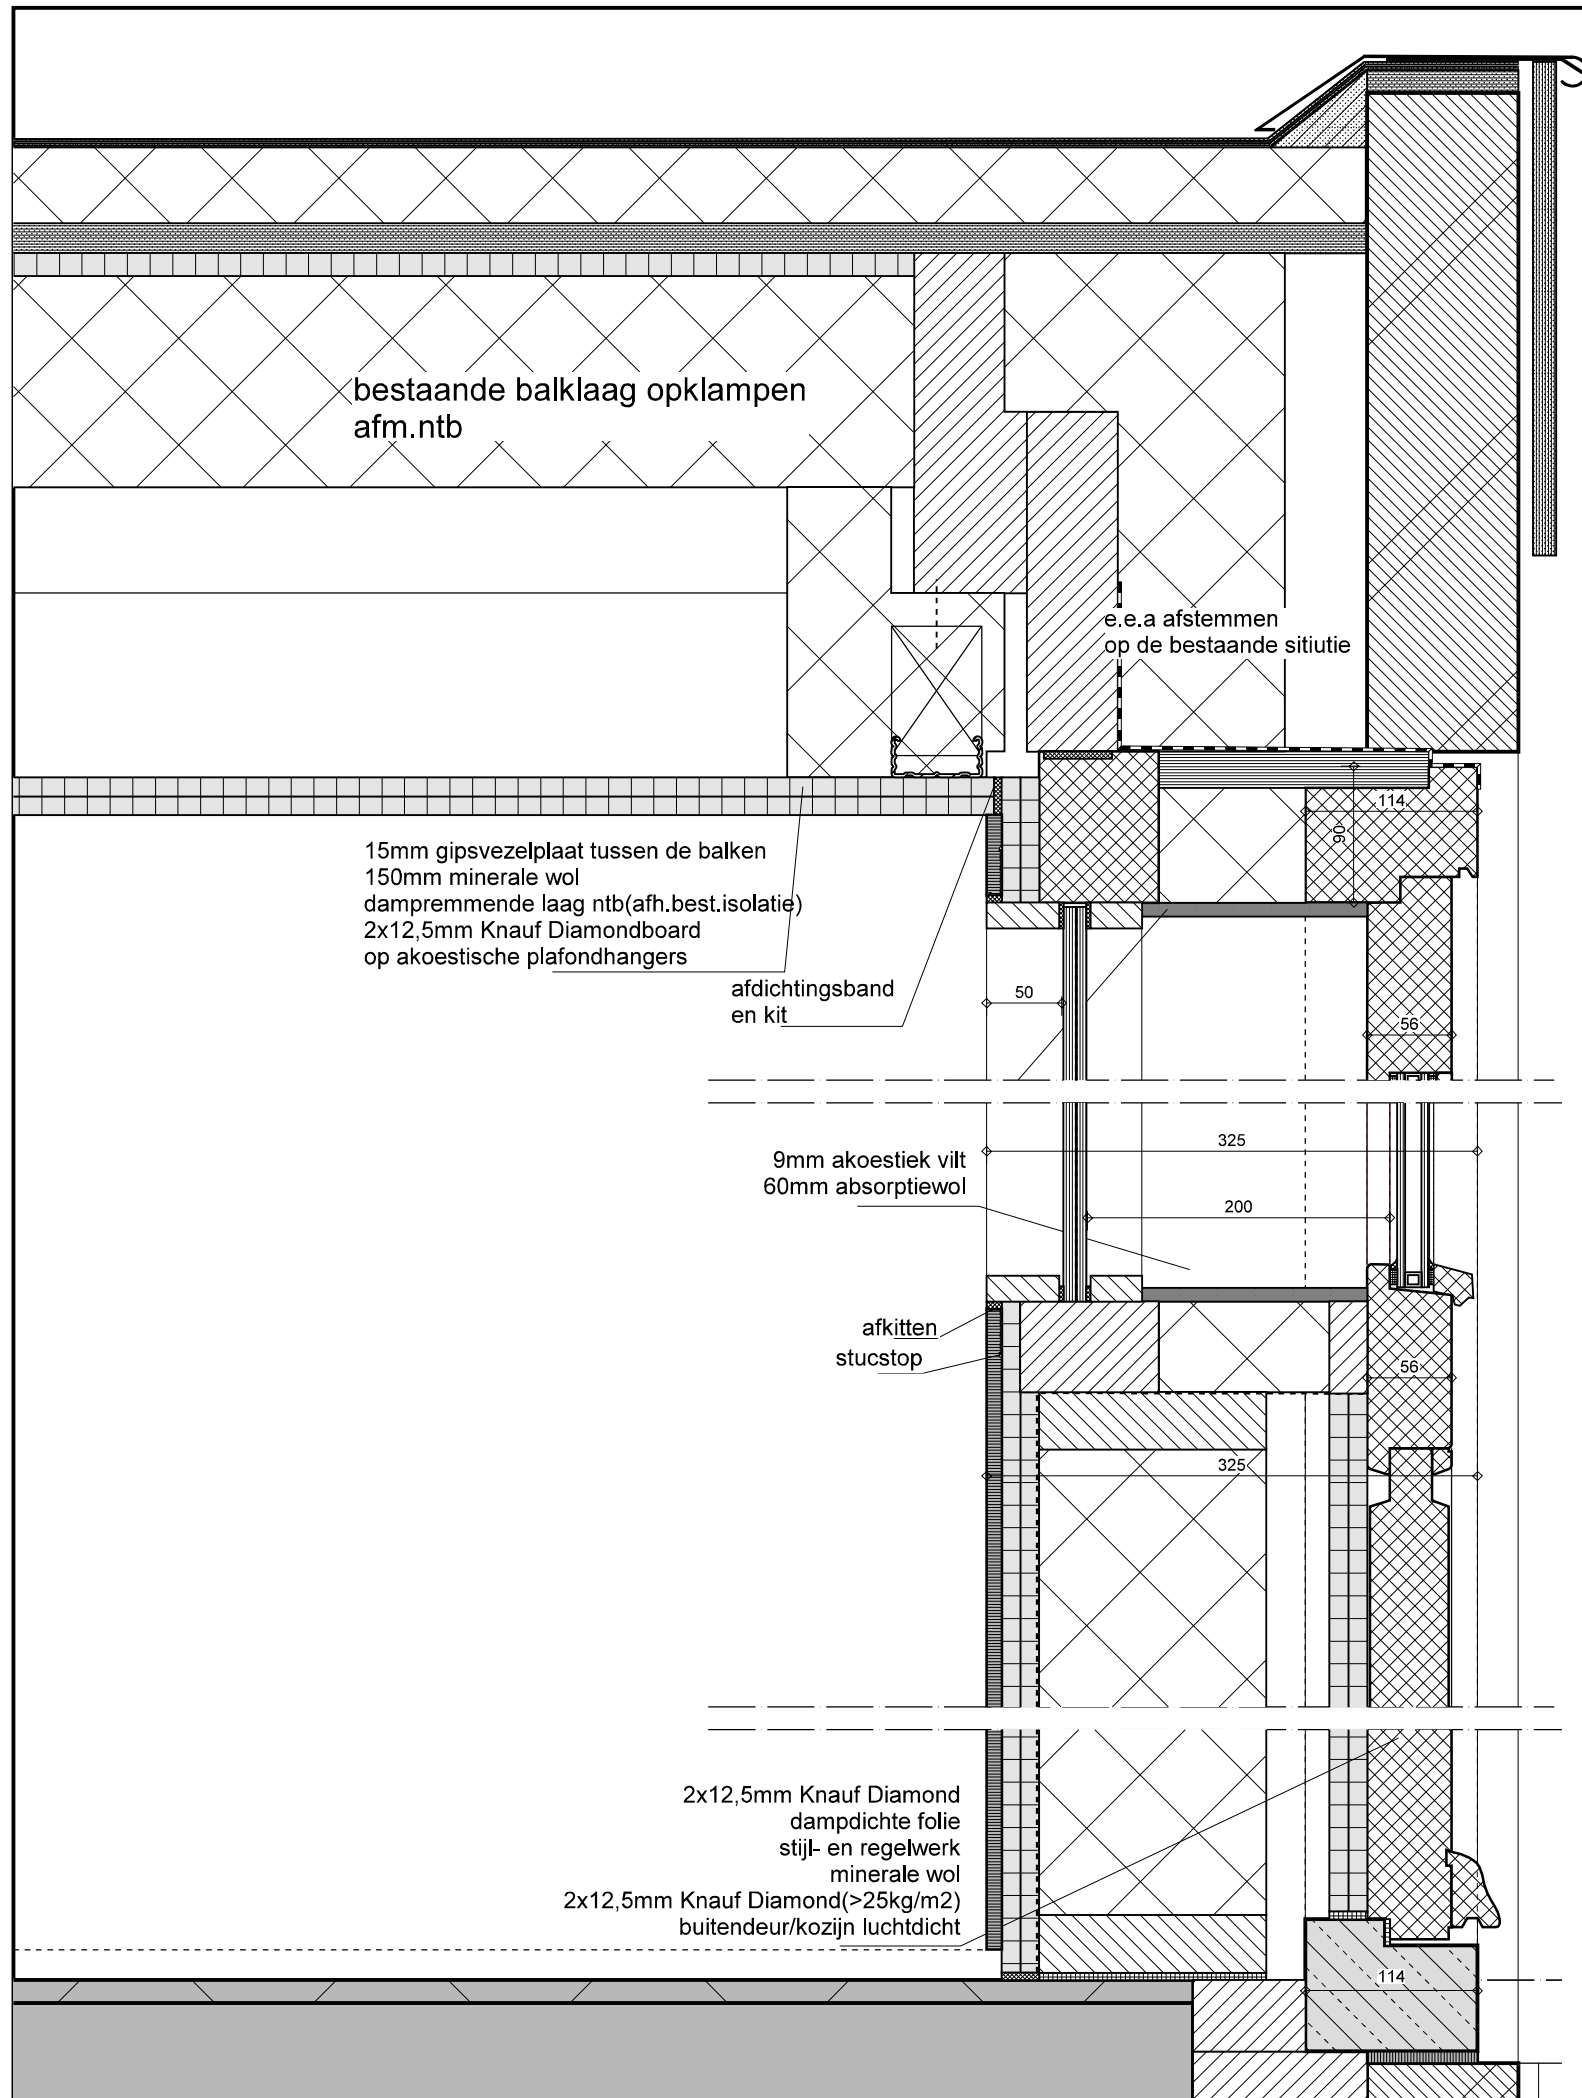 bestaande balklaag opklampen
afm.ntb
e.e.a afstemmen
op de bestaande sitiutie
114
90
15mm gipsvezelplaat tussen de balken
150mm minerale wol
dampremmende laag ntb(afh.best.isolatie)
2x12,5mm Knauf Diamondboard
op akoestische plafondhangers
afdichtingsband
en kit
50
56
325
9mm akoestiek vilt
60mm absorptiewol
200
afkitten
stucstop
56
325
2x12,5mm Knauf Diamond
dampdichte folie
stijl- en regelwerk
minerale wol
2x12,5mm Knauf Diamond(>25kg/m2)
buitendeur/kozijn luchtdicht
114